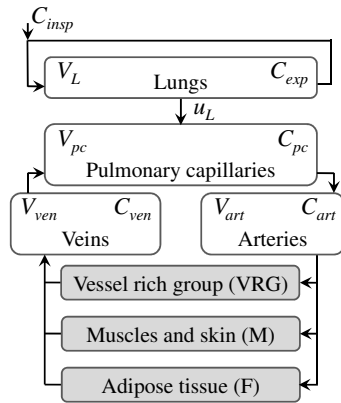 C_insp
V_L C_exp
Lungs
u_L
V_pc C_pc
Pulmonary capillaries
V_ven C_ven V_art C_art
Veins Arteries
Vessel rich group (VRG)
Muscles and skin (M)
Adipose tissue (F)